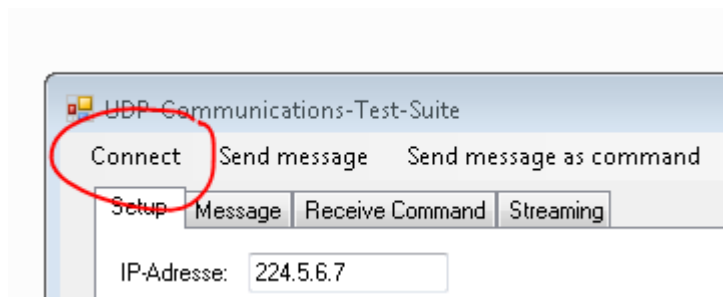 UDP-Communications-Test-Suite
Connect Send message Send message as command
Setup Message Receive Command Streaming
IP-Adresse: 224.5.6.7